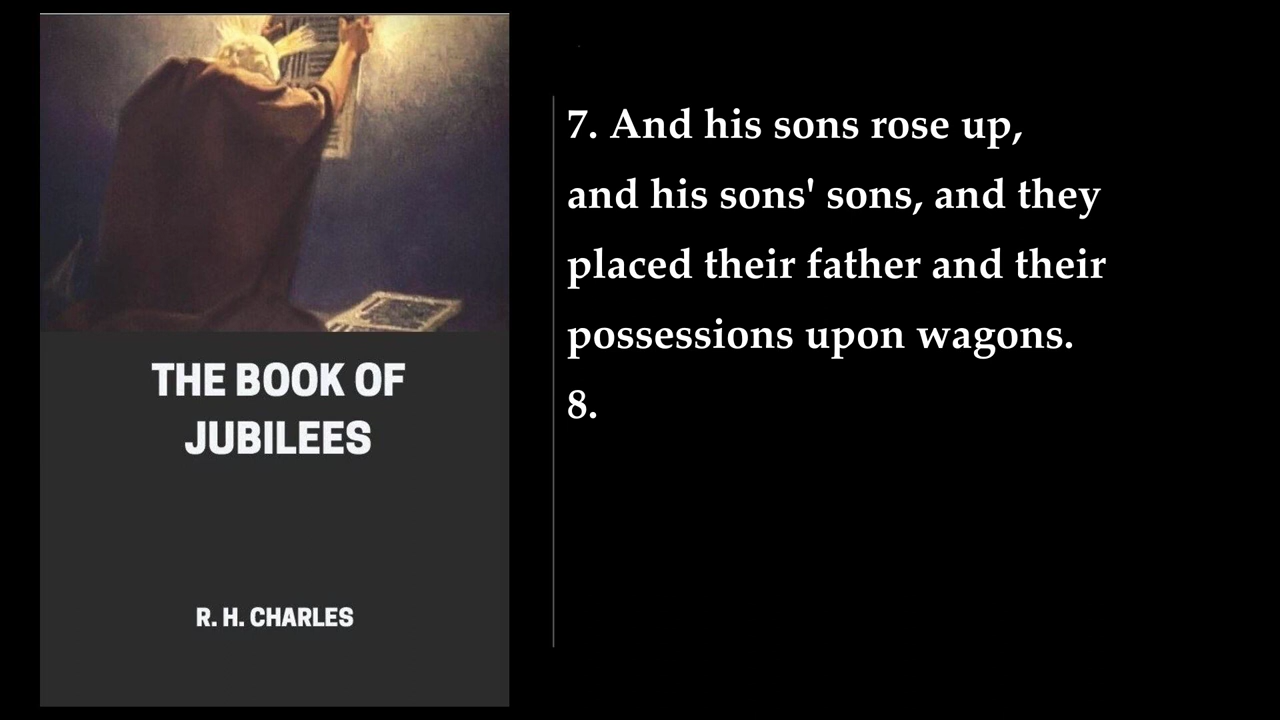 THE BOOK OF
JUBILEES
R. H. CHARLES
7. And his sons rose up,
and his sons' sons, and they
placed their father and their
possessions upon wagons.
8.